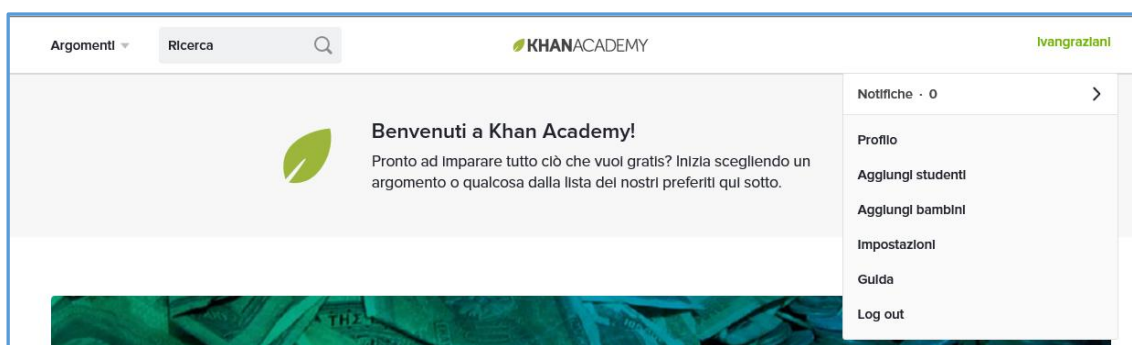 Argomenti
Ricerca
KHANACADEMY
ivangraziani
Notifiche · 0
Benvenuti a Khan Academy!
Pronto ad imparare tutto ciò che vuoi gratis? Inizia scegliendo un
argomento o qualcosa dalla lista dei nostri preferiti qui sotto.
Profilo
Aggiungi studenti
Aggiungi bambini
Impostazioni
Guida
Log out
ΤΗΣ